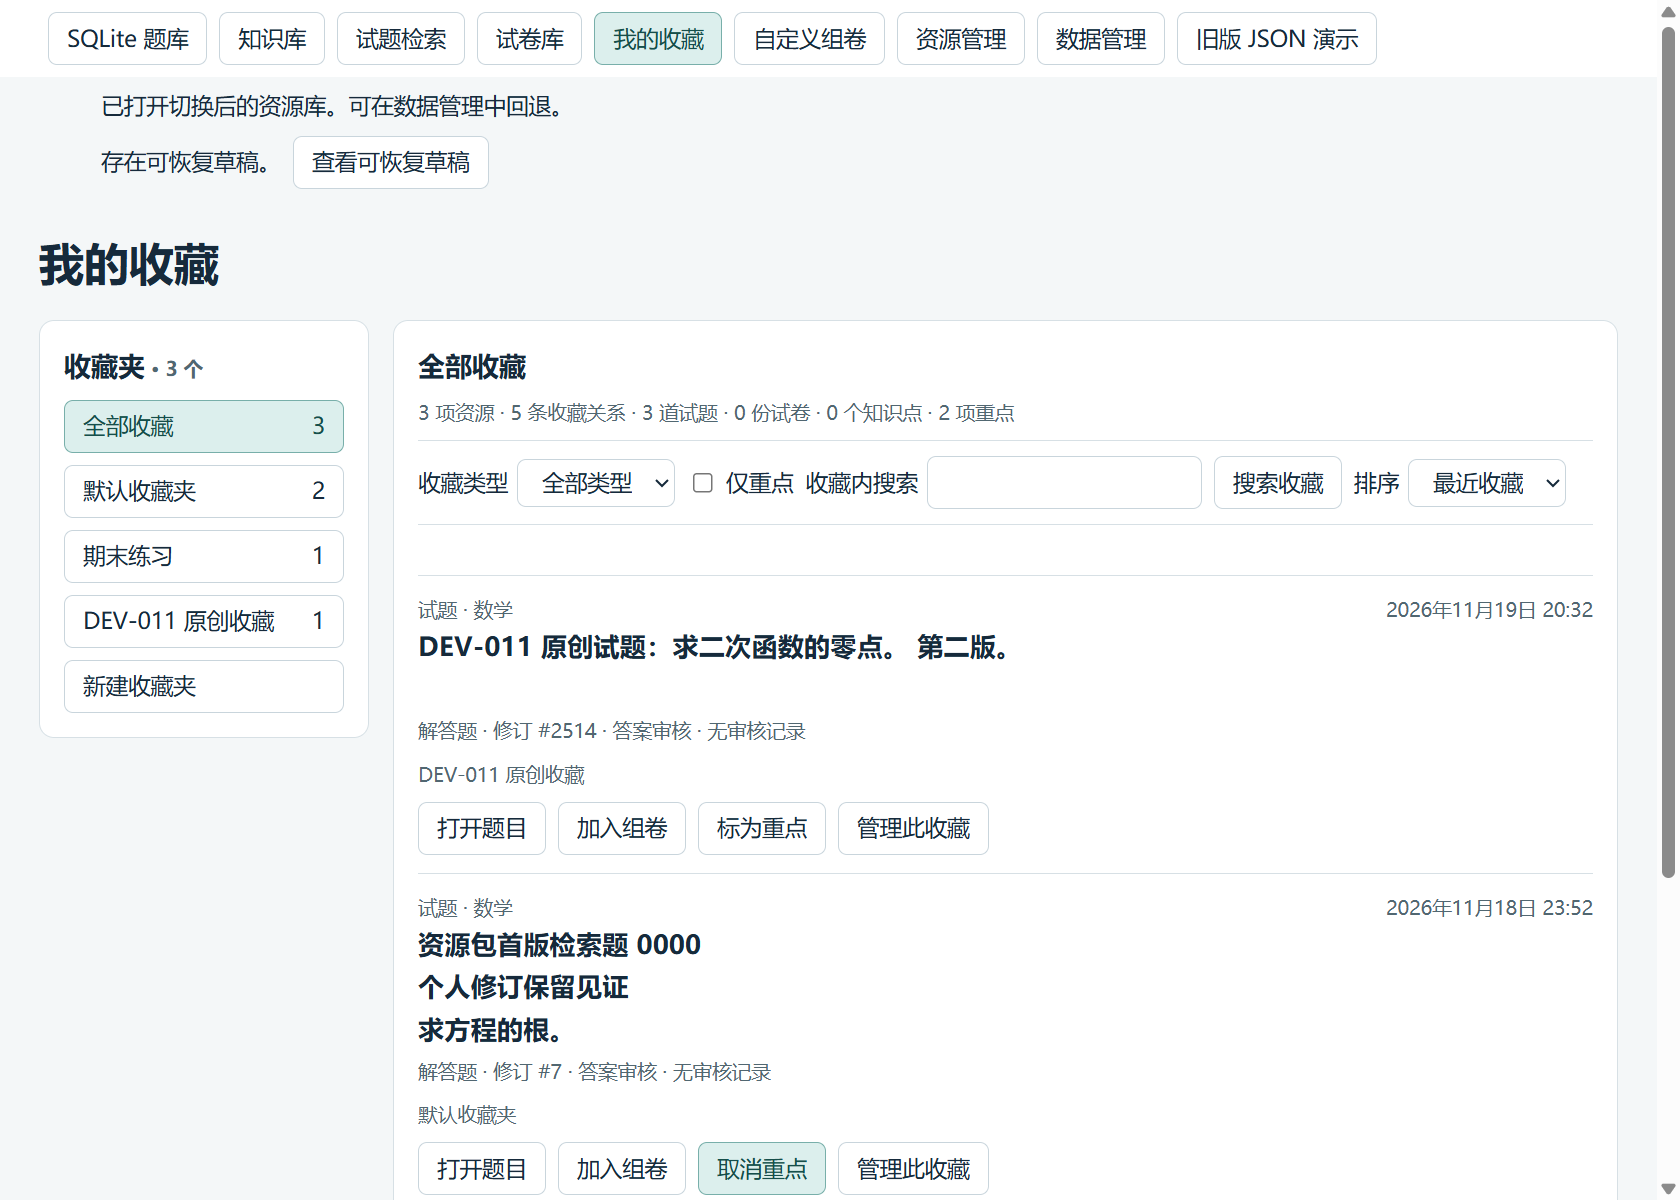 SQLite 题库 知识库 试题检索 试卷库 我的收藏 自定义组卷 资源管理 数据管理 旧版 JSON 演示
已打开切换后的资源库。可在数据管理中回退。
存在可恢复草稿。 查看可恢复草稿
我的收藏
收藏夹 · 3 个
全部收藏 3
默认收藏夹 2
期末练习 1
DEV-011 原创收藏 1
新建收藏夹
全部收藏
3 项资源 · 5 条收藏关系 · 3 道试题 · 0 份试卷 · 0 个知识点 · 2 项重点
收藏类型 全部类型 仅重点 收藏内搜索 搜索收藏 排序 最近收藏
试题 · 数学 2026年11月19日 20:32
DEV-011 原创试题：求二次函数的零点。 第二版。
解答题 · 修订 #2514 · 答案审核 · 无审核记录
DEV-011 原创收藏
打开题目 加入组卷 标为重点 管理此收藏
试题 · 数学 2026年11月18日 23:52
资源包首版检索题 0000
个人修订保留见证
求方程的根。
解答题 · 修订 #7 · 答案审核 · 无审核记录
默认收藏夹
打开题目 加入组卷 取消重点 管理此收藏